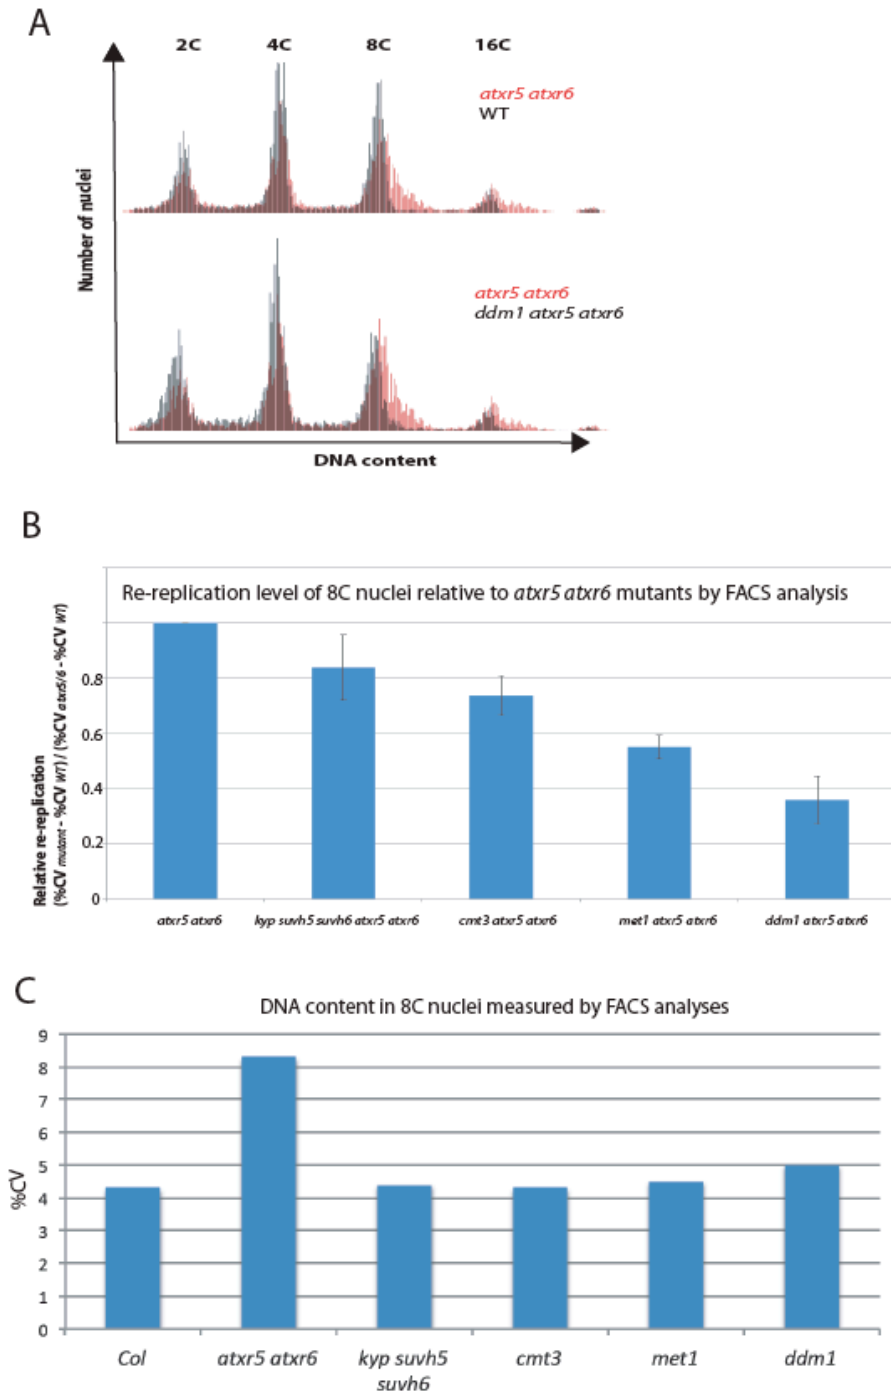 A
2C 4C 8C 16C
atxr5 atxr6
WT
Number of nuclei
atxr5 atxr6
ddm1 atxr5 atxr6
DNA content
B
Re-replication level of 8C nuclei relative to atxr5 atxr6 mutants by FACS analysis
Relative re-replication
(%CV mutant - %CV WT) / (%CV atxr5/6 - %CV WT)
0.8
0.6
0.4
0.2
0
atxr5 atxr6 kyp suvh5 suvh6 atxr5 atxr6 cmt3 atxr5 atxr6 met1 atxr5 atxr6 ddm1 atxr5 atxr6
C
DNA content in 8C nuclei measured by FACS analyses
%CV
9
8
7
6
5
4
3
2
1
0
Col atxr5 atxr6 kyp suvh5 cmt3 met1 ddm1
suvh6